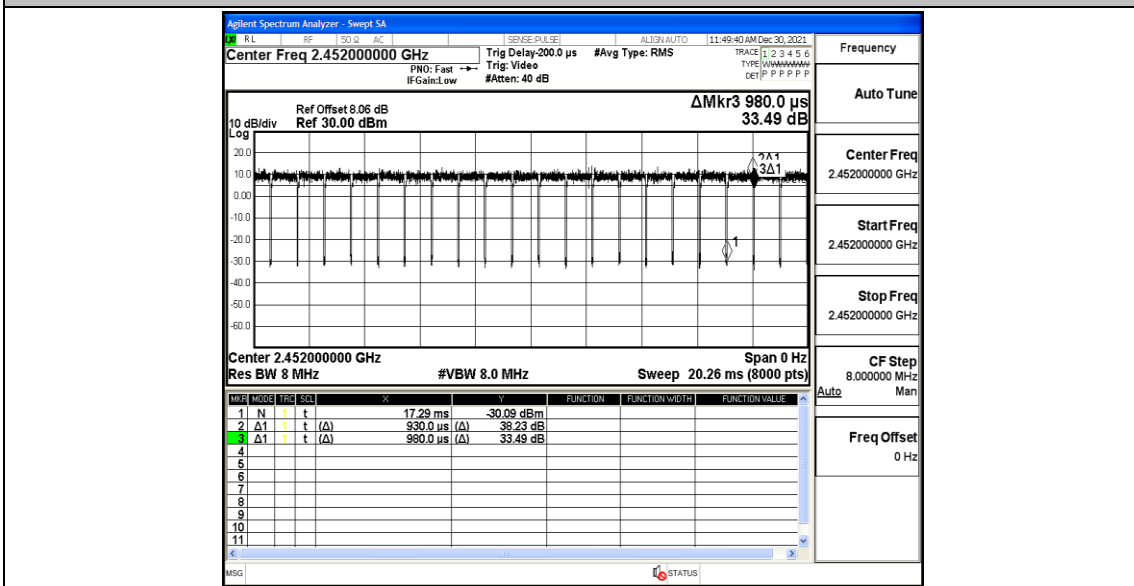 Agilent Spectrum Analyzer - Swept SA
RL RF 50 Ω AC SENSE:PULSE ALIGN AUTO 11:49:40 AM Dec 30, 2021
Center Freq 2.452000000 GHz
PNO: Fast
IFGain:Low
Trig Delay-200.0 µs
Trig: Video
#Atten: 40 dB
#Avg Type: RMS
TRACE 1 2 3 4 5 6
TYPE
DET P P P P P P
Ref Offset 8.06 dB
10 dB/div Ref 30.00 dBm
Log
ΔMkr3 980.0 µs
33.49 dB
20.0
10.0
0.00
-10.0
-20.0
-30.0
-40.0
-50.0
-60.0
3Δ1
1
Center 2.452000000 GHz Span 0 Hz
Res BW 8 MHz #VBW 8.0 MHz Sweep 20.26 ms (8000 pts)
MKR MODE TRC SCL X Y FUNCTION FUNCTION WIDTH FUNCTION VALUE
1 N 1 t 17.29 ms -30.09 dBm
2 Δ1 1 t (Δ) 930.0 µs (Δ) 38.23 dB
3 Δ1 1 t (Δ) 980.0 µs (Δ) 33.49 dB
4
5
6
7
8
9
10
11
MSG STATUS
Frequency
Auto Tune
Center Freq
2.452000000 GHz
Start Freq
2.452000000 GHz
Stop Freq
2.452000000 GHz
CF Step
8.000000 MHz
Auto Man
Freq Offset
0 Hz